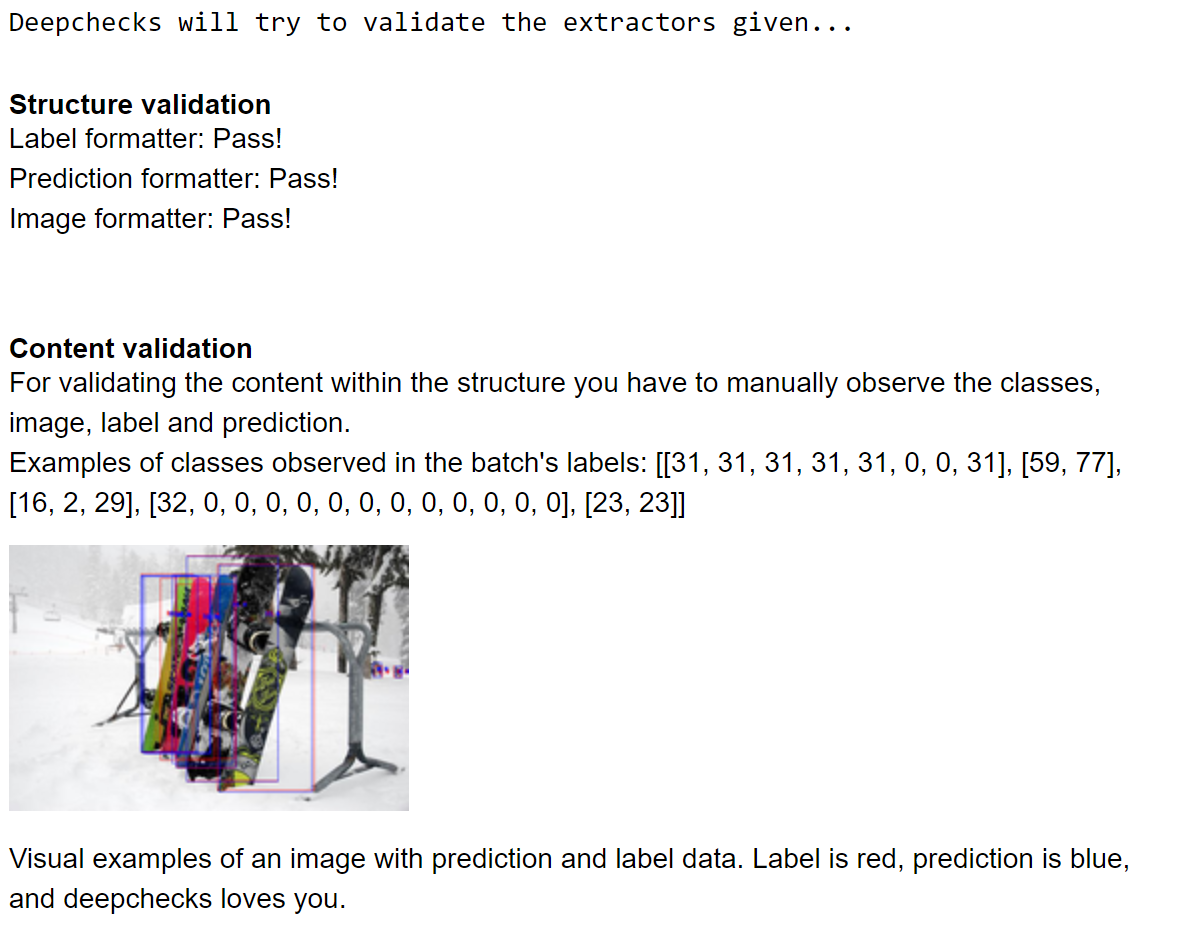 Deepchecks will try to validate the extractors given...
Structure validation
Label formatter: Pass!
Prediction formatter: Pass!
Image formatter: Pass!
Content validation
For validating the content within the structure you have to manually observe the classes,
image, label and prediction.
Examples of classes observed in the batch's labels: [[31, 31, 31, 31, 31, 0, 0, 31], [59, 77],
[16, 2, 29], [32, 0, 0, 0, 0, 0, 0, 0, 0, 0, 0, 0, 0], [23, 23]]
Visual examples of an image with prediction and label data. Label is red, prediction is blue,
and deepchecks loves you.